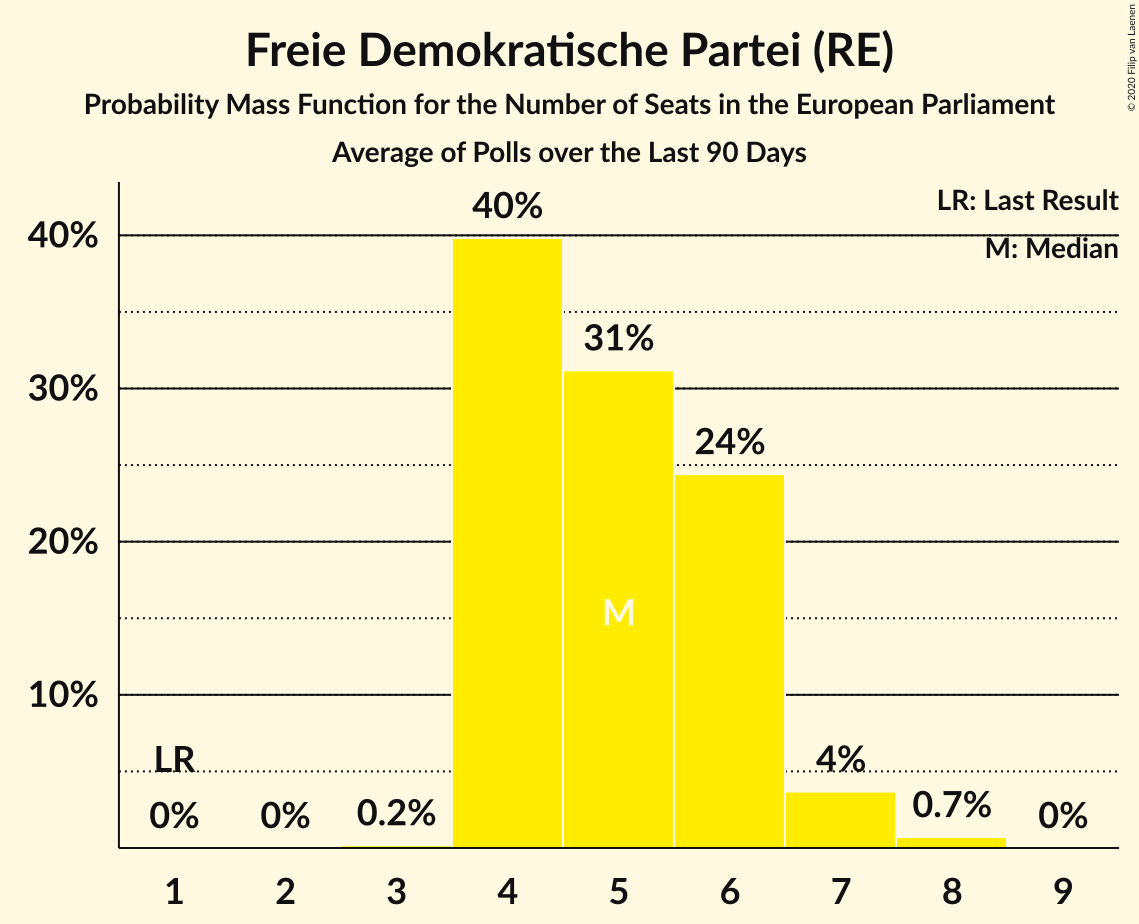 Freie Demokratische Partei (RE)
Probability Mass Function for the Number of Seats in the European Parliament
Average of Polls over the Last 90 Days
© 2020 Filip van Laenen
LR: Last Result
M: Median
40%
30%
20%
10%
40%
31%
24%
M
LR
0%
0%
0.2%
4%
0.7%
0%
1 2 3 4 5 6 7 8 9